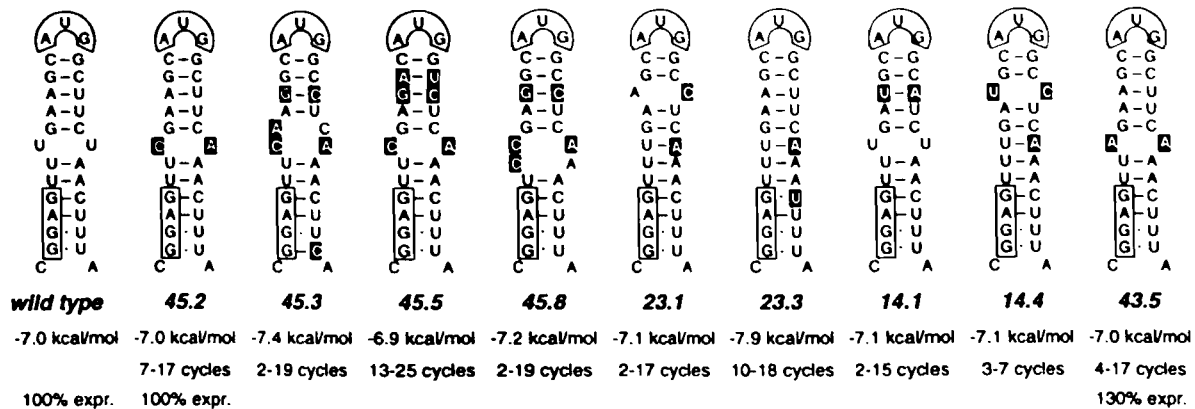 U U U U U U U U U U
A G A G A G A G A G A G A G A G A G A G
C G C G C G C G C G C G C G C G C G C G
G C G C G C A U G C G C G C G C G C G C
A U A U G C G C G C A C A U U A U C A U
A U A U A U A U A U A U A U A U A U A U
G C G C A C G C G C G C G C G C G C G C
U U C A C A C A C A U A U A U U U A A A
U A U A U A U A C A U A U A U A U A U A
U A U A U A U A U A U A U A U A U A U A
G C G C G C G C G C G C G U G C G C G C
A U A U A U A U A U A U A U A U A U A U
G U G U G U G U G U G U G U G U G U G U
G U G U G C G U G U G U G U G U G U G U
C A C A C A C A C A C A C A C A C A C A
wild type 45.2 45.3 45.5 45.8 23.1 23.3 14.1 14.4 43.5
-7.0 kcal/mol -7.0 kcal/mol -7.4 kcal/mol -6.9 kcal/mol -7.2 kcal/mol -7.1 kcal/mol -7.9 kcal/mol -7.1 kcal/mol -7.1 kcal/mol -7.0 kcal/mol
7-17 cycles 2-19 cycles 13-25 cycles 2-19 cycles 2-17 cycles 10-18 cycles 2-15 cycles 3-7 cycles 4-17 cycles
100% expr. 100% expr. 130% expr.